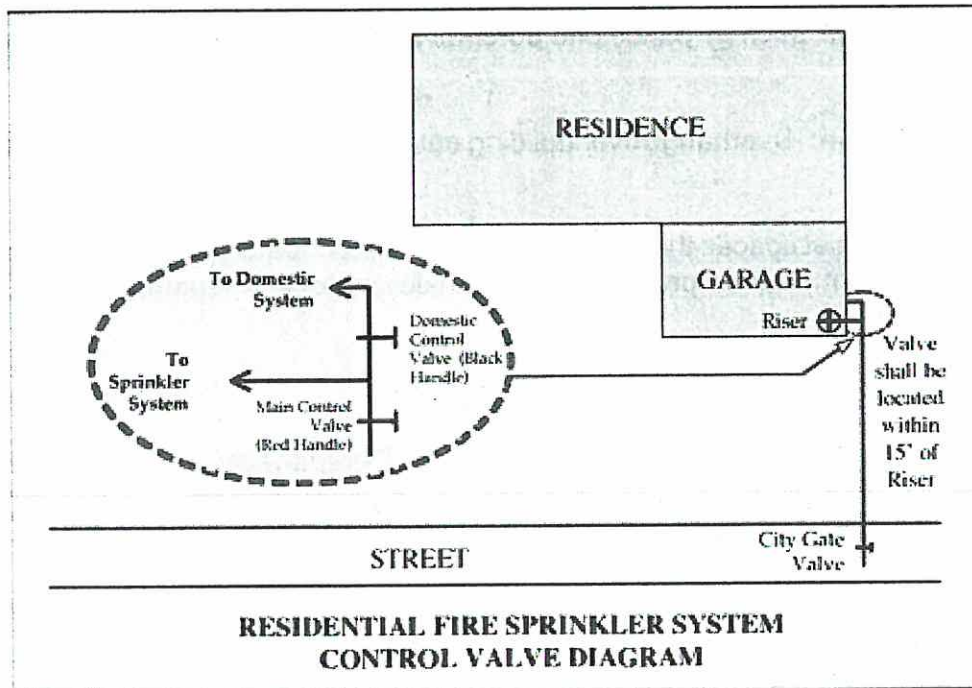 RESIDENCE
GARAGE
Riser
To Domestic
System
Domestic
Control
Valve (Black
Handle)
To
Sprinkler
System
Main Control
Valve
(Red Handle)
Valve
shall be
located
within
15' of
Riser
City Gate
Valve
STREET
RESIDENTIAL FIRE SPRINKLER SYSTEM
CONTROL VALVE DIAGRAM